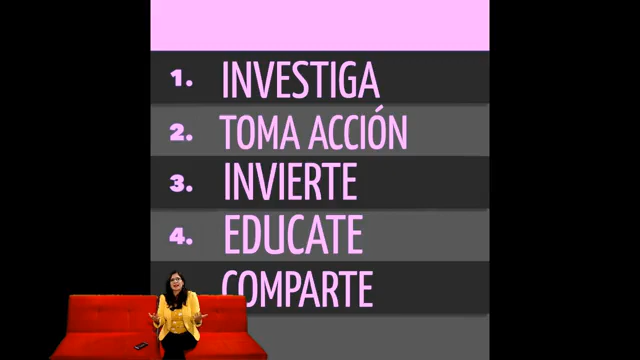 1. INVESTIGA
2. TOMA ACCIÓN
3. INVIERTE
4. EDUCATE
COMPARTE